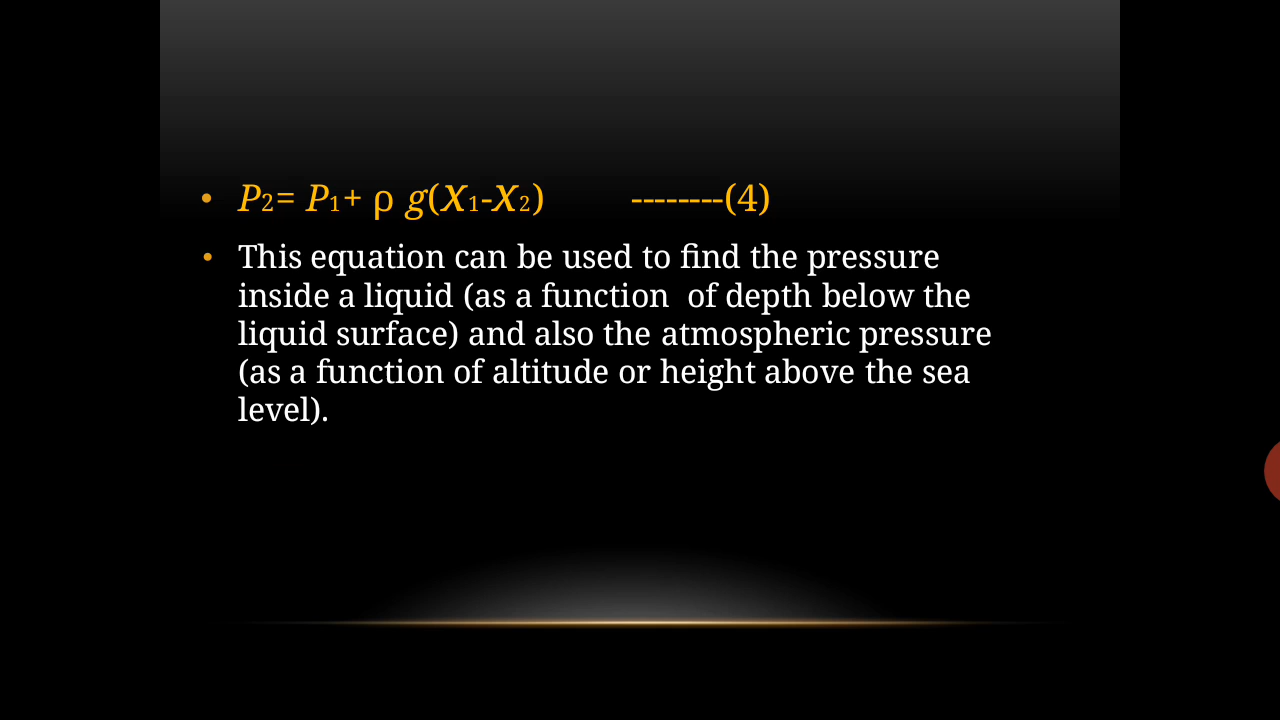 • P₂= P₁+ ρ g(X₁-X₂) --------(4)
• This equation can be used to find the pressure
inside a liquid (as a function of depth below the
liquid surface) and also the atmospheric pressure
(as a function of altitude or height above the sea
level).